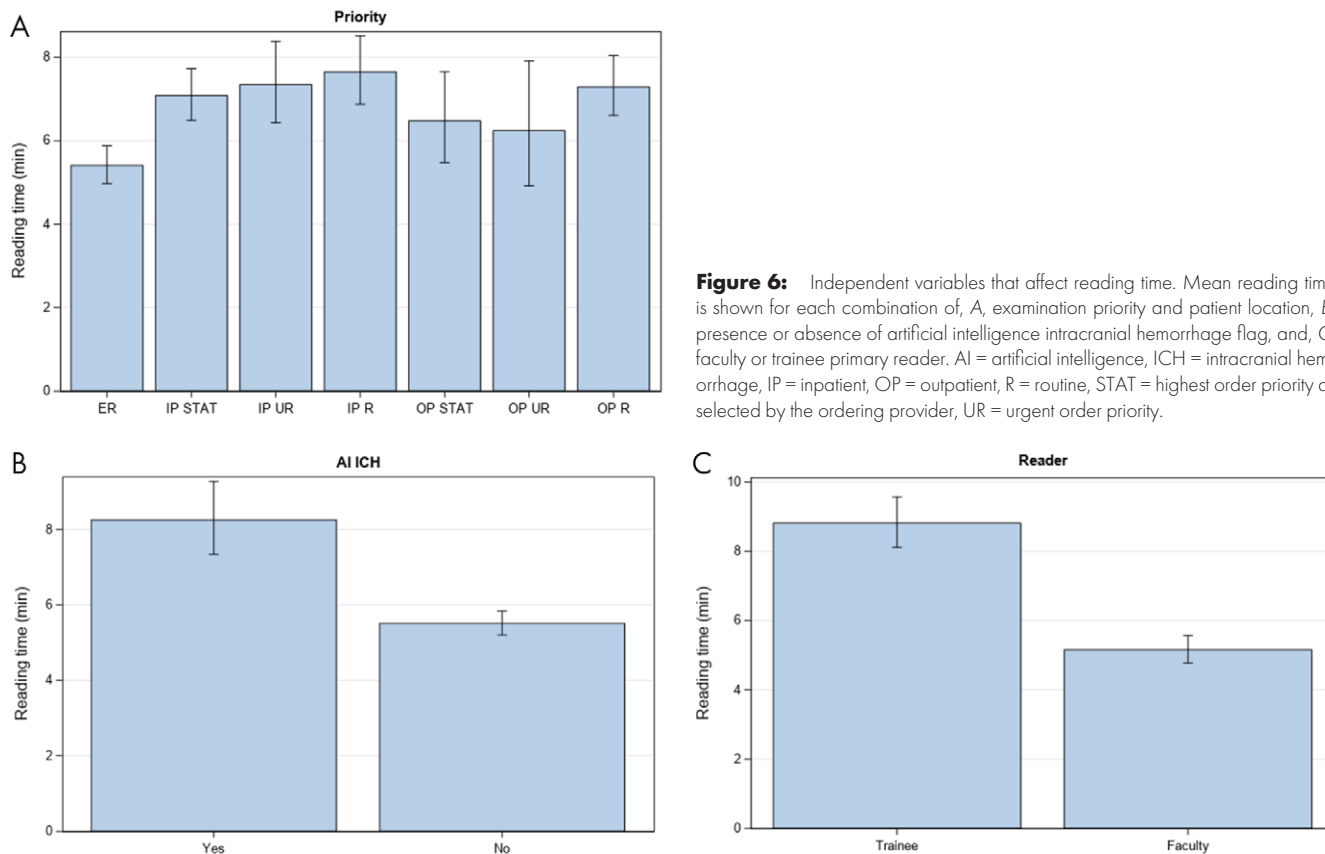 A
Priority
Reading time (min)
8
6
4
2
0
ER IP STAT IP UR IP R OP STAT OP UR OP R
Figure 6: Independent variables that affect reading time. Mean reading tim
is shown for each combination of, A, examination priority and patient location,
presence or absence of artificial intelligence intracranial hemorrhage flag, and,
faculty or trainee primary reader. AI = artificial intelligence, ICH = intracranial hem-
orrhage, IP = inpatient, OP = outpatient, R = routine, STAT = highest order priority
selected by the ordering provider, UR = urgent order priority.
B
AI ICH
Reading time (min)
8
6
4
2
0
Yes No
C
Reader
Reading time (min)
10
8
6
4
2
0
Trainee Faculty